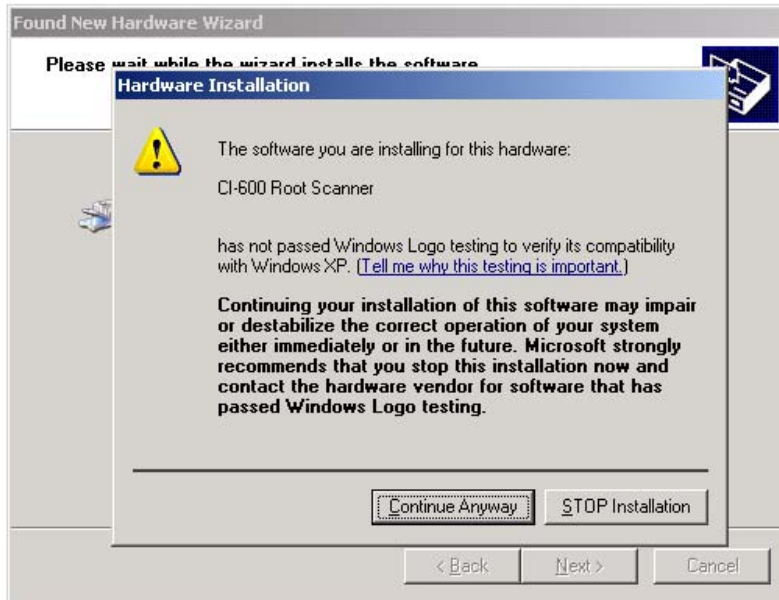 Found New Hardware Wizard
Please wait while the wizard installs the software
Hardware Installation
The software you are installing for this hardware:
CI-600 Root Scanner
has not passed Windows Logo testing to verify its compatibility
with Windows XP. (Tell me why this testing is important.)
Continuing your installation of this software may impair
or destabilize the correct operation of your system
either immediately or in the future. Microsoft strongly
recommends that you stop this installation now and
contact the hardware vendor for software that has
passed Windows Logo testing.
Continue Anyway
STOP Installation
< Back
Next >
Cancel